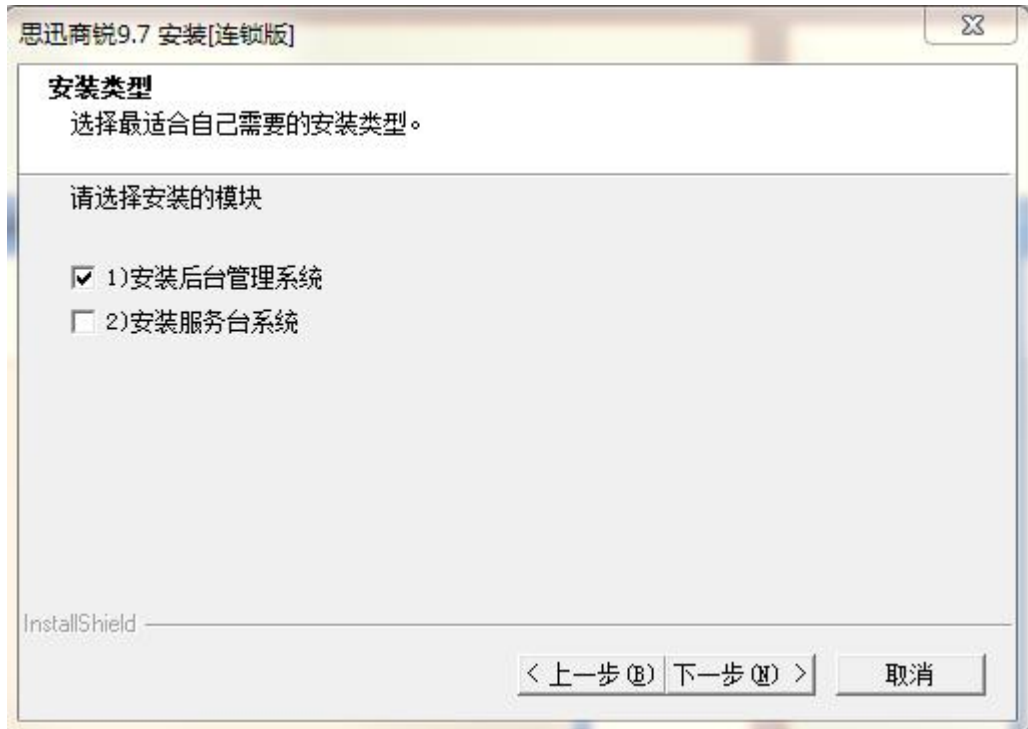 思迅商锐9.7 安装[连锁版]
安装类型
选择最适合自己需要的安装类型。
请选择安装的模块
1)安装后台管理系统
2)安装服务台系统
InstallShield
< 上一步(B) 下一步(N) > 取消